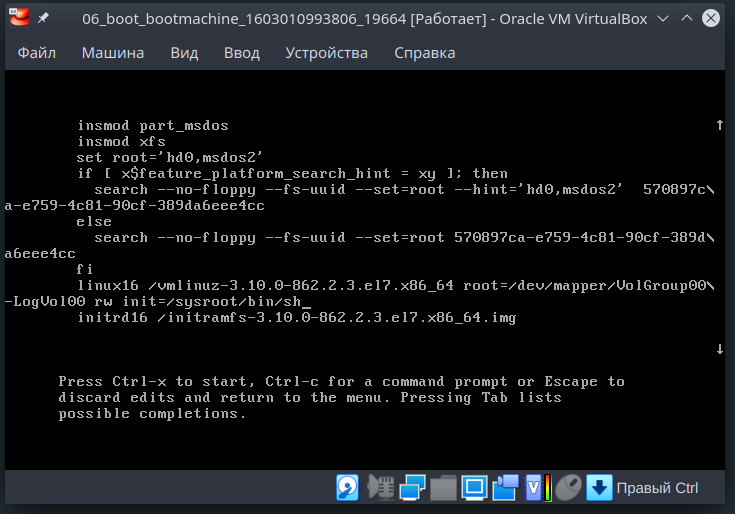 06_boot_bootmachine_1603010993806_19664 [Работает] - Oracle VM VirtualBox
Файл Машина Вид Ввод Устройства Справка
insmod part_msdos
insmod xfs
set root='hd0,msdos2'
if [ x$feature_platform_search_hint = xy ]; then
search --no-floppy --fs-uuid --set=root --hint='hd0,msdos2'  570897c\
a-e759-4c81-90cf-389da6eee4cc
else
search --no-floppy --fs-uuid --set=root 570897ca-e759-4c81-90cf-389d\
a6eee4cc
fi
linux16 /vmlinuz-3.10.0-862.2.3.el7.x86_64 root=/dev/mapper/VolGroup00\
-LogVol00 rw init=/sysroot/bin/sh_
initrd16 /initramfs-3.10.0-862.2.3.el7.x86_64.img
Press Ctrl-x to start, Ctrl-c for a command prompt or Escape to
discard edits and return to the menu. Pressing Tab lists
possible completions.
Правый Ctrl